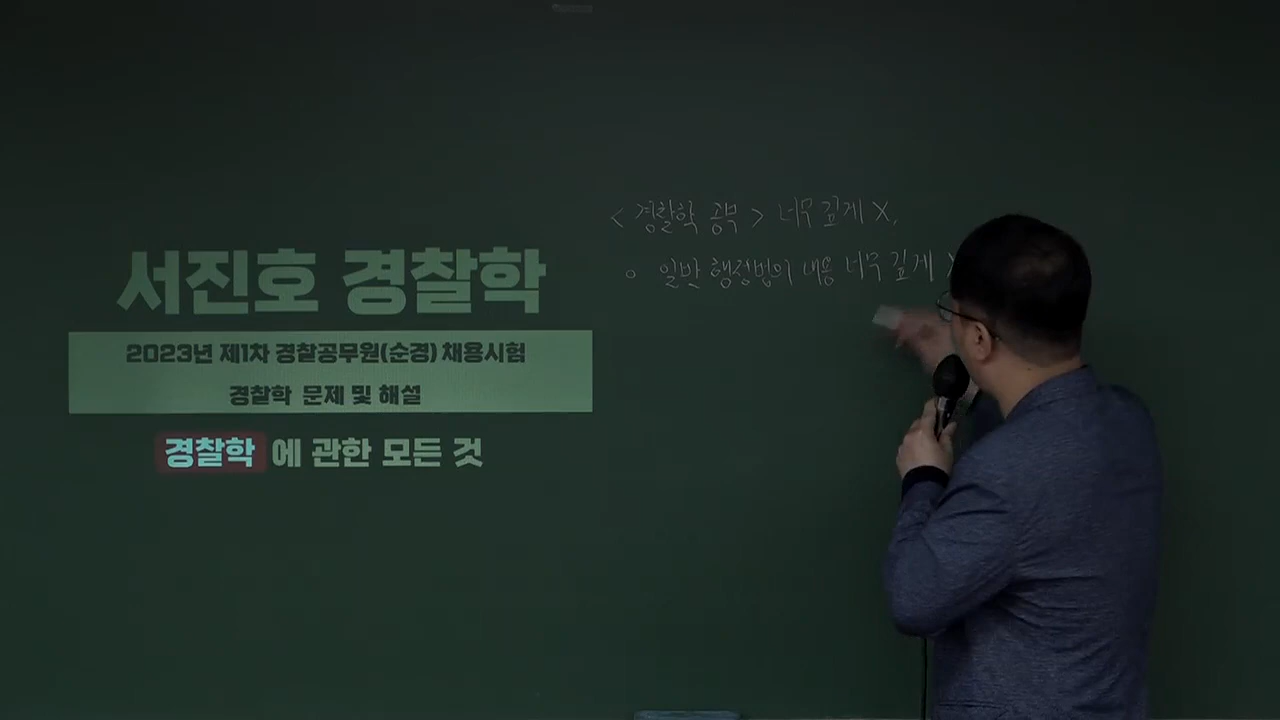 서진호 경찰학
2023년 제1차 경찰공무원(순경) 채용시험
경찰학 문제 및 해설
경찰학 에 관한 모든 것
< 경찰학 공부 > 너무 깊게 X,
o 일반 행정법의 내용 너무 깊게